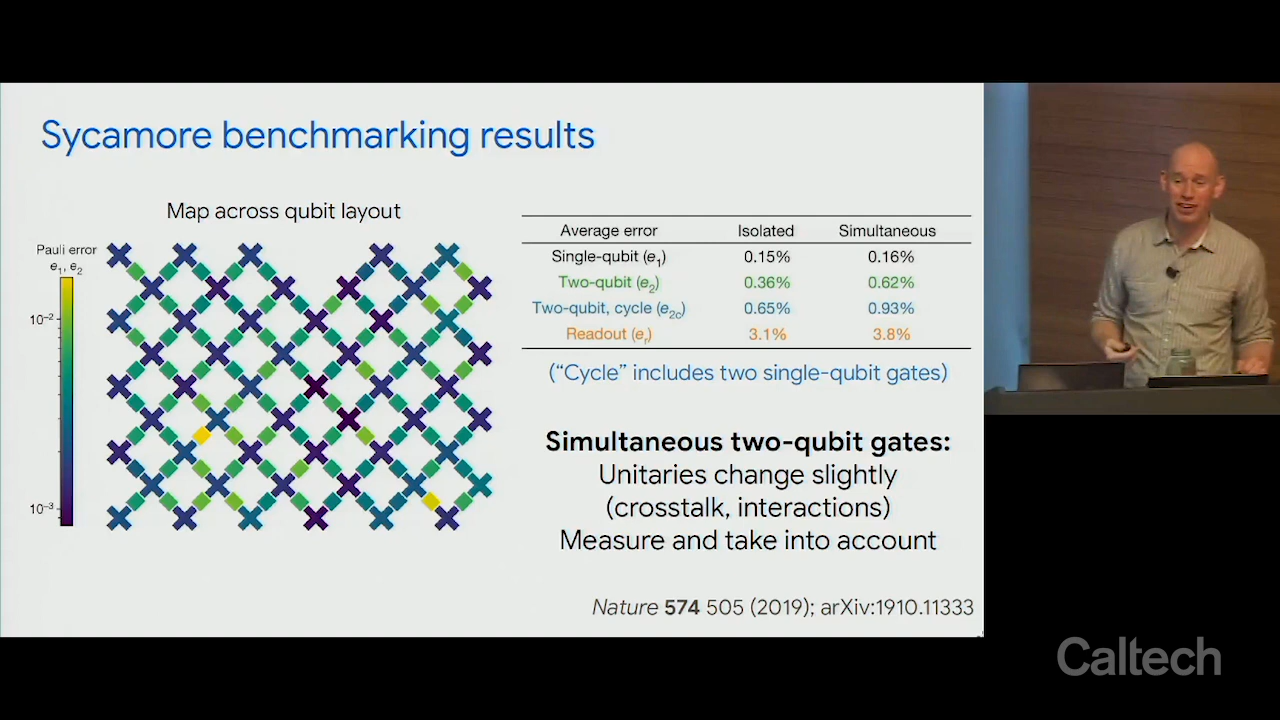 Sycamore benchmarking results
Map across qubit layout
Pauli error
e₁, e₂
10⁻²
10⁻³
Average error Isolated Simultaneous
Single-qubit (e₁) 0.15% 0.16%
Two-qubit (e₂) 0.36% 0.62%
Two-qubit, cycle (e₂c) 0.65% 0.93%
Readout (eᵣ) 3.1% 3.8%
(“Cycle” includes two single-qubit gates)
Simultaneous two-qubit gates:
Unitaries change slightly
(crosstalk, interactions)
Measure and take into account
Nature 574 505 (2019); arXiv:1910.11333
Caltech